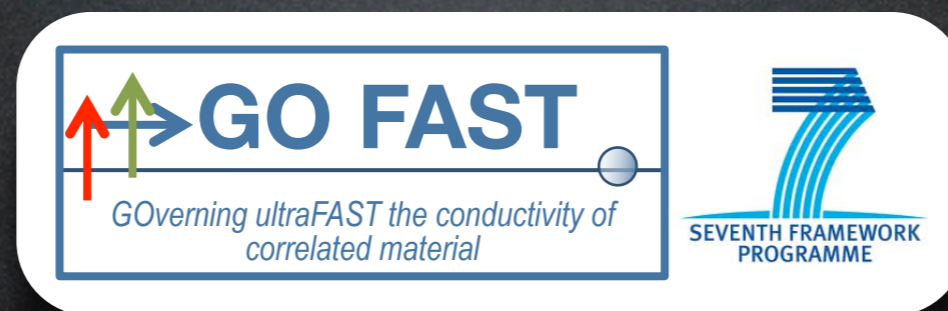 GO FAST
GOverning ultraFAST the conductivity of
correlated material
SEVENTH FRAMEWORK
PROGRAMME